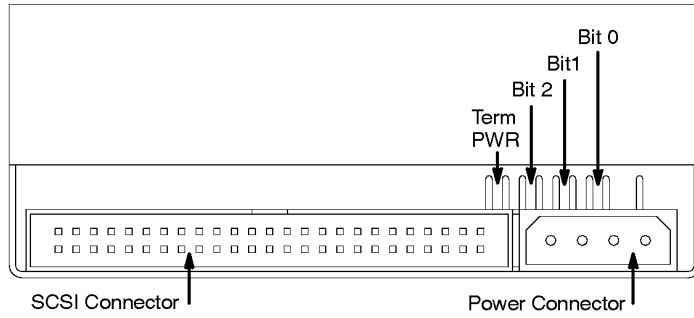 Bit 0
Bit1
Bit 2
Term
PWR
SCSI Connector
Power Connector